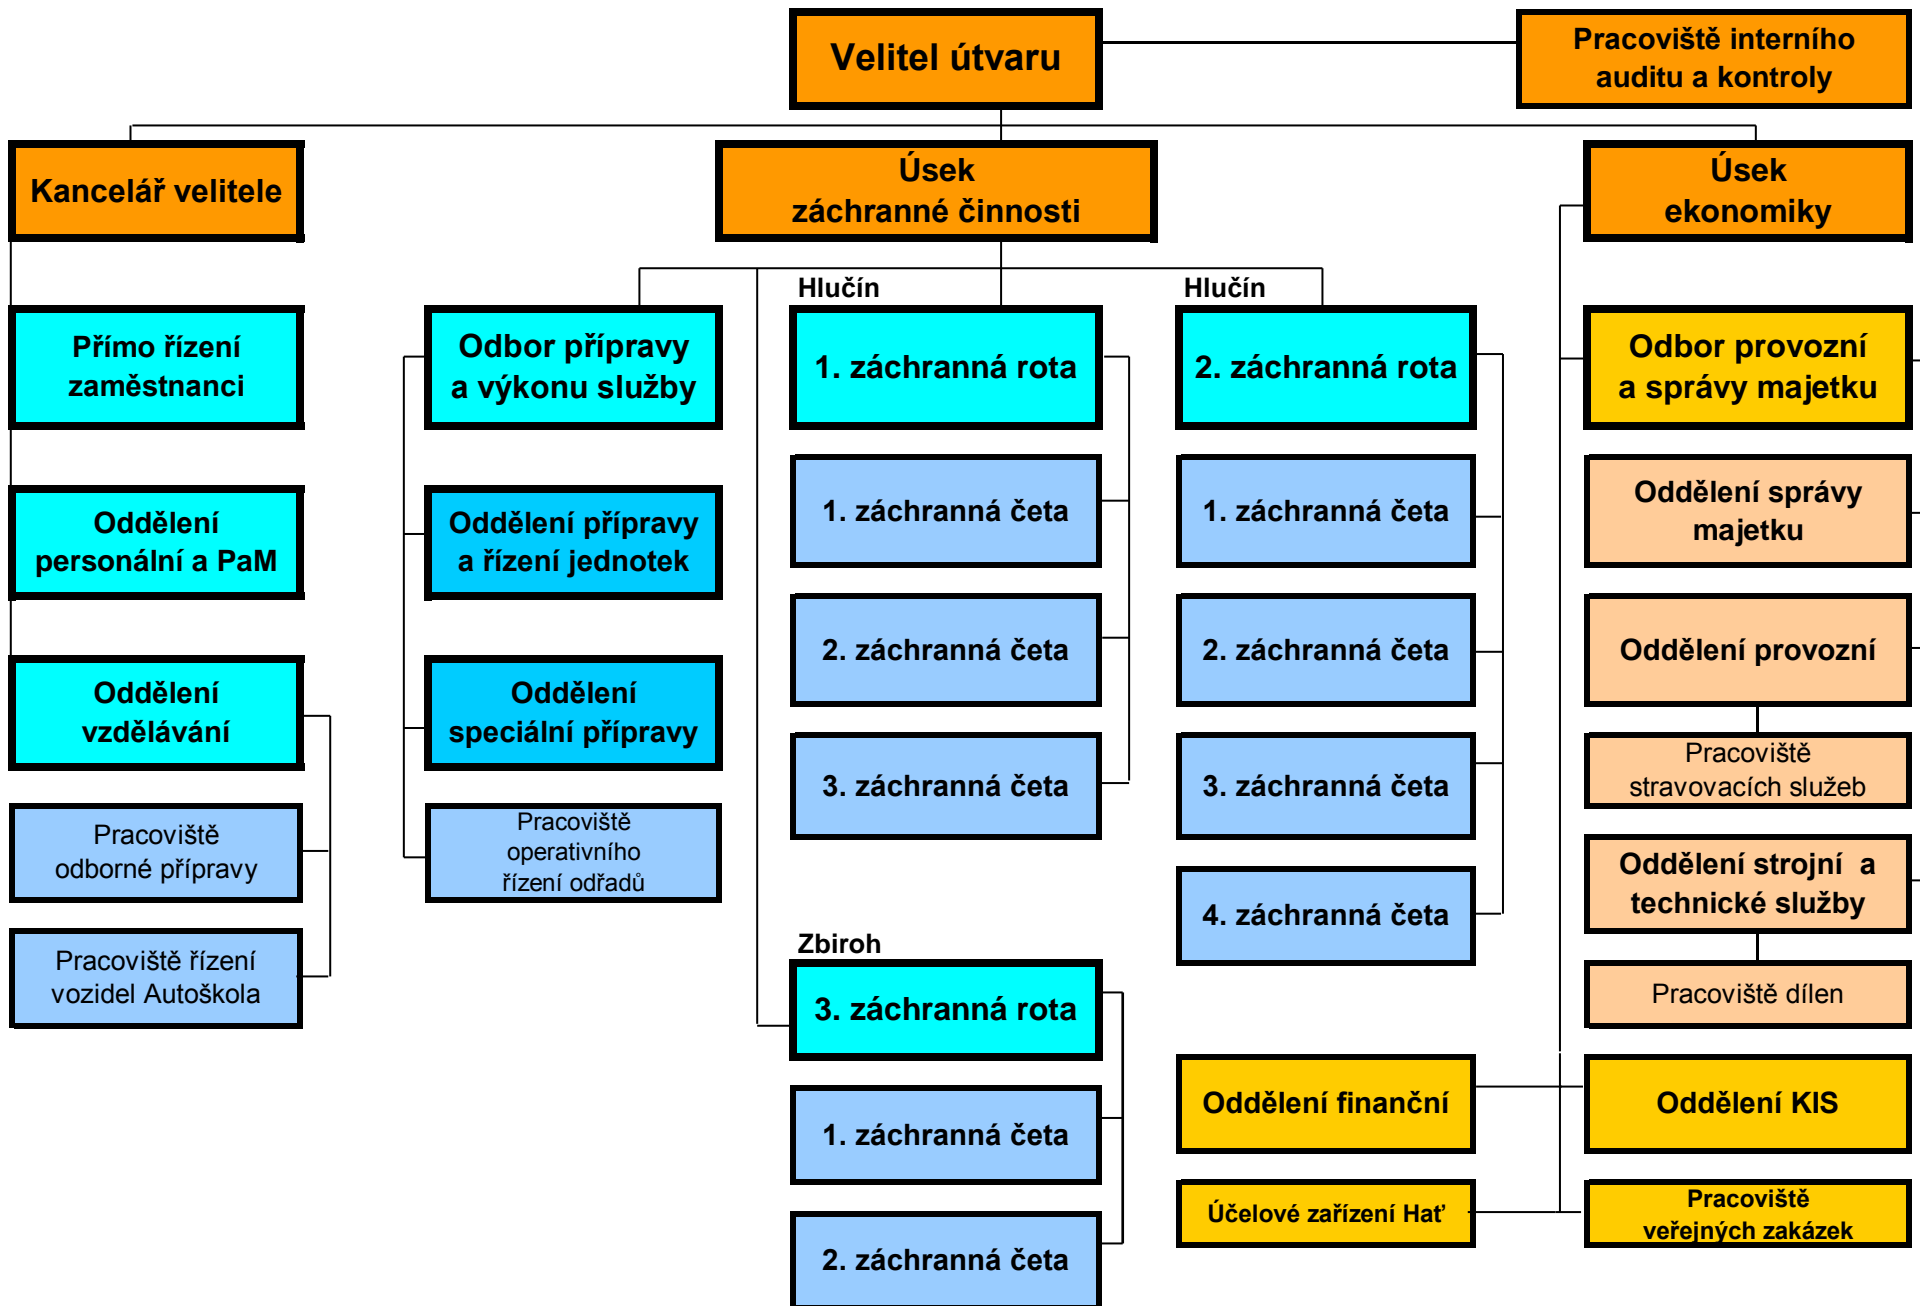 Velitel útvaru
Pracoviště interního
auditu a kontroly
Kancelář velitele
Úsek
záchranné činnosti
Úsek
ekonomiky
Přímo řízení
zaměstnanci
Oddělení
personální a PaM
Oddělení
vzdělávání
Pracoviště
odborné přípravy
Pracoviště řízení
vozidel Autoškola
Odbor přípravy
a výkonu služby
Oddělení přípravy
a řízení jednotek
Oddělení
speciální přípravy
Pracoviště
operativního
řízení odřadů
Hlučín
1. záchranná rota
1. záchranná četa
2. záchranná četa
3. záchranná četa
Zbiroh
3. záchranná rota
1. záchranná četa
2. záchranná četa
Hlučín
2. záchranná rota
1. záchranná četa
2. záchranná četa
3. záchranná četa
4. záchranná četa
Odbor provozní
a správy majetku
Oddělení správy
majetku
Oddělení provozní
Pracoviště
stravovacích služeb
Oddělení strojní a
technické služby
Pracoviště dílen
Oddělení finanční
Oddělení KIS
Účelové zařízení Hať
Pracoviště
veřejných zakázek